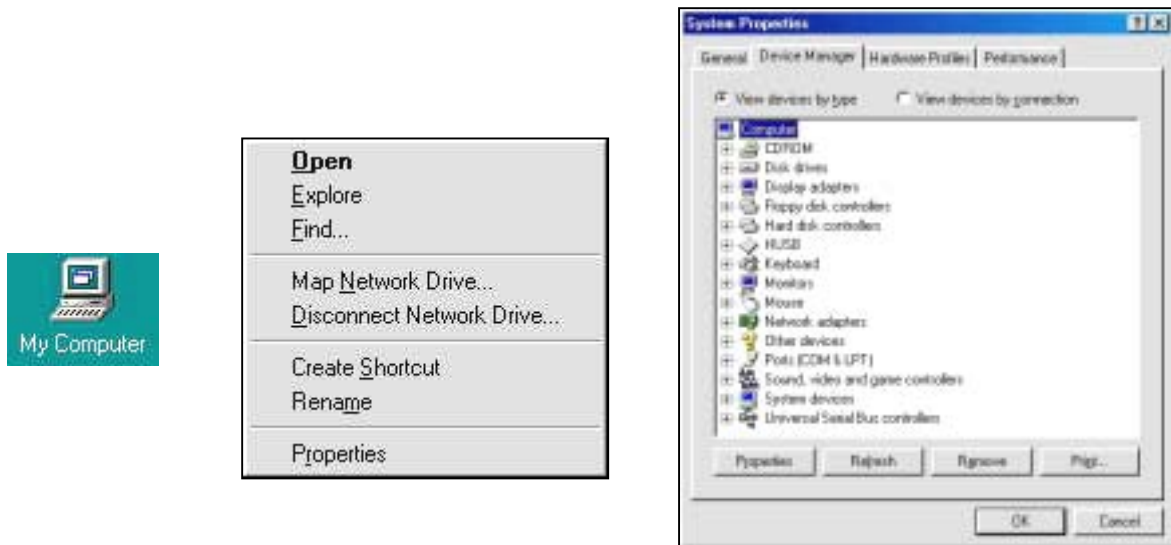 My Computer
Open
Explore
Find...
Map Network Drive...
Disconnect Network Drive...
Create Shortcut
Rename
Properties
System Properties
General Device Manager Hardware Profiles Performance
View devices by type View devices by connection
Computer
CDROM
Disk drives
Display adapters
Floppy disk controllers
Hard disk controllers
HUSB
Keyboard
Monitors
Mouse
Network adapters
Other devices
Ports (COM & LPT)
Sound, video and game controllers
System devices
Universal Serial Bus controllers
Properties Refresh Remove Print...
OK Cancel